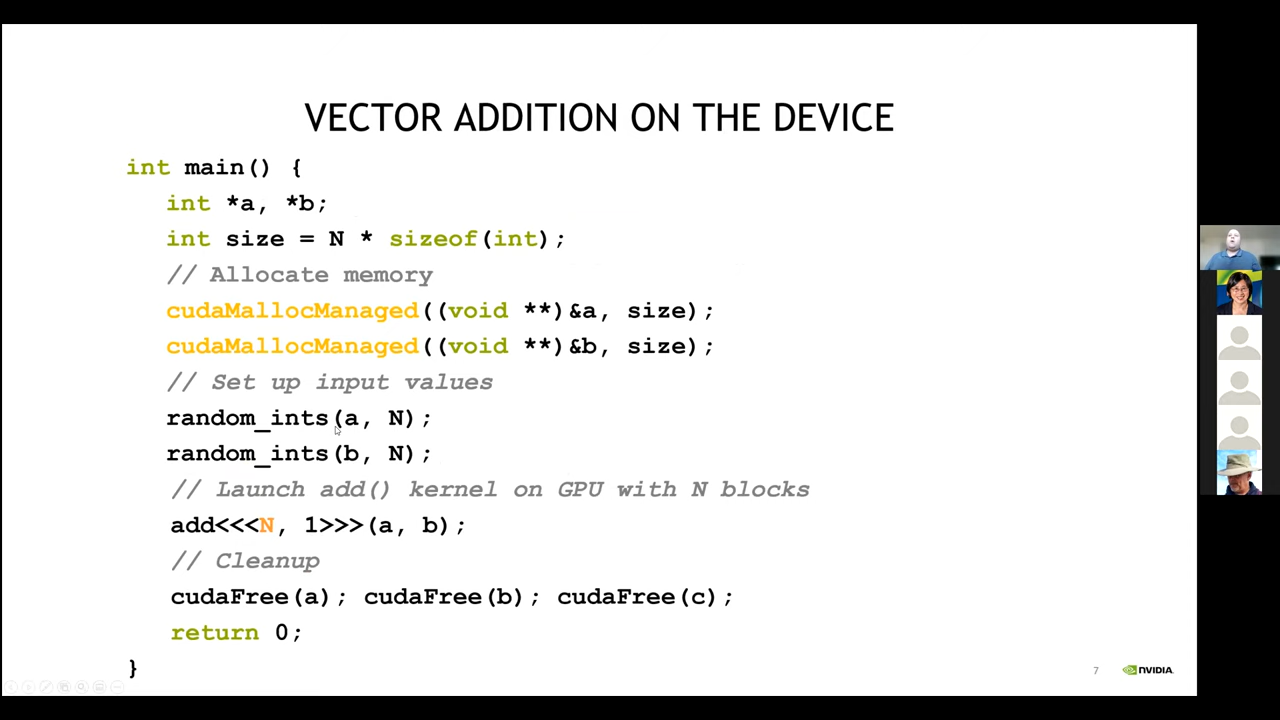 VECTOR ADDITION ON THE DEVICE
int main() {
int *a, *b;
int size = N * sizeof(int);
// Allocate memory
cudaMallocManaged((void **)&a, size);
cudaMallocManaged((void **)&b, size);
// Set up input values
random_ints(a, N);
random_ints(b, N);
// Launch add() kernel on GPU with N blocks
add<<<N, 1>>>(a, b);
// Cleanup
cudaFree(a); cudaFree(b); cudaFree(c);
return 0;
}
7 NVIDIA.